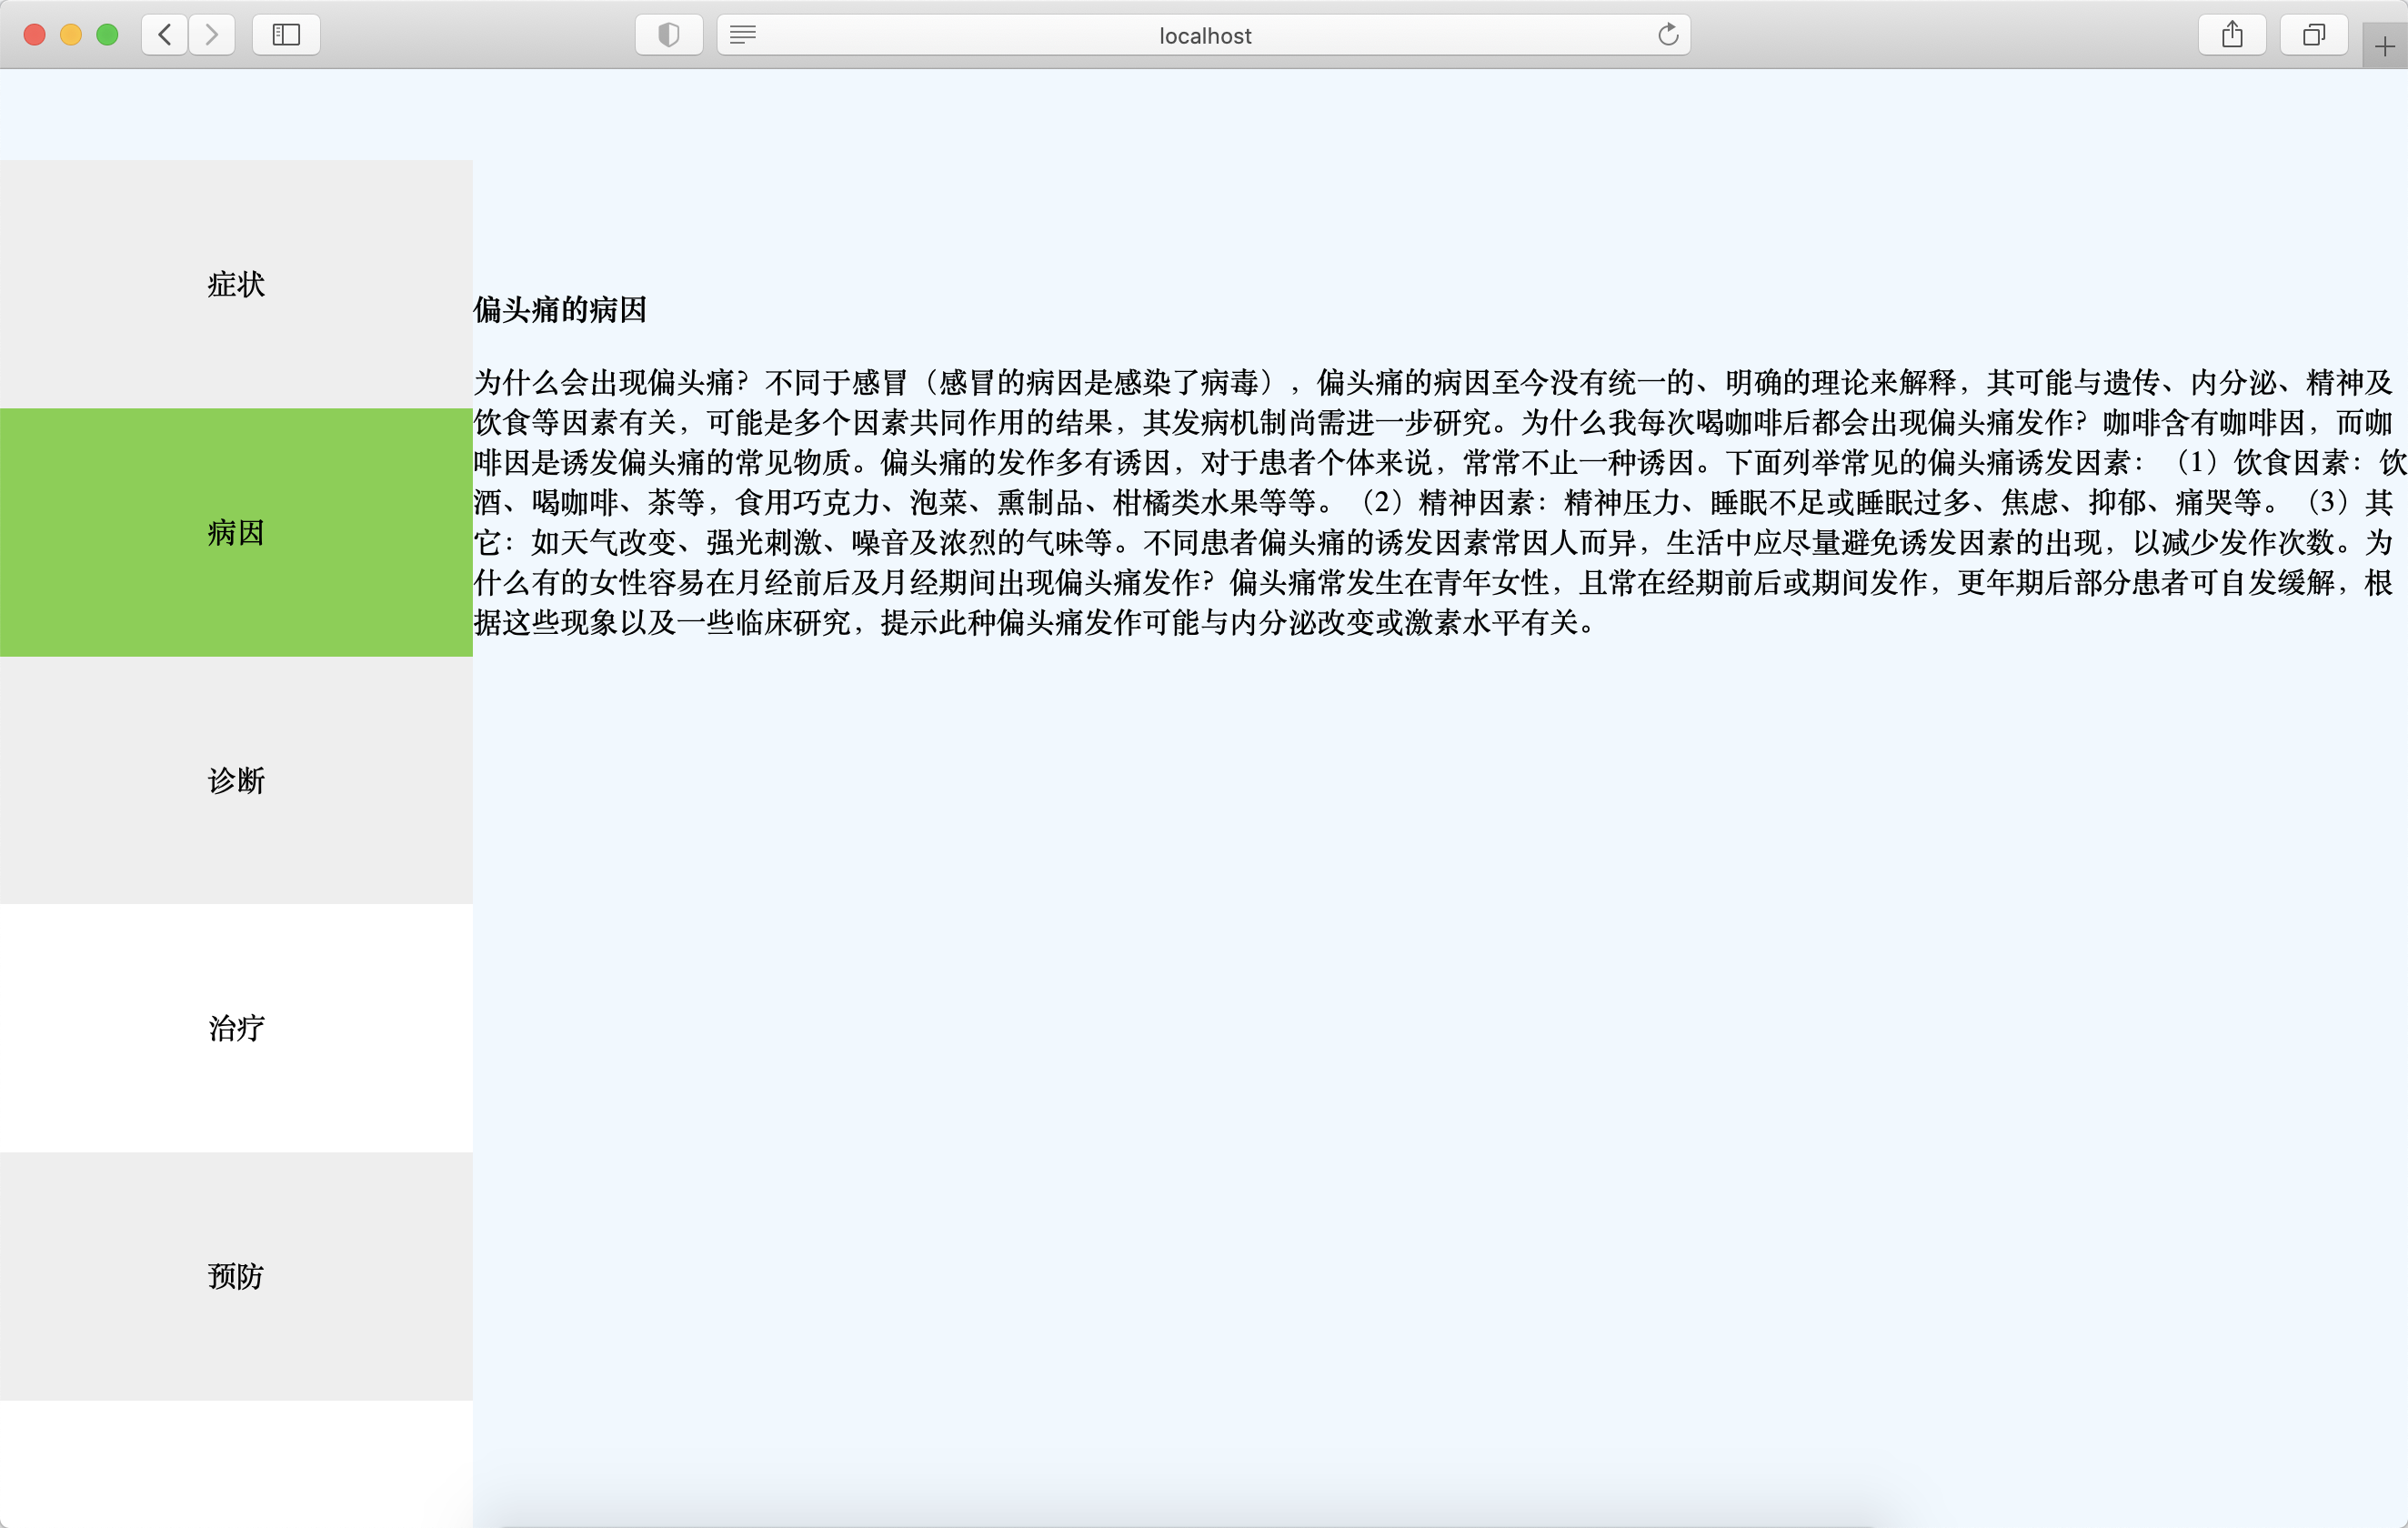 localhost
症状
病因
诊断
治疗
预防
偏头痛的病因
为什么会出现偏头痛？不同于感冒（感冒的病因是感染了病毒），偏头痛的病因至今没有统一的、明确的理论来解释，其可能与遗传、内分泌、精神及
饮食等因素有关，可能是多个因素共同作用的结果，其发病机制尚需进一步研究。为什么我每次喝咖啡后都会出现偏头痛发作？咖啡含有咖啡因，而咖
啡因是诱发偏头痛的常见物质。偏头痛的发作多有诱因，对于患者个体来说，常常不止一种诱因。下面列举常见的偏头痛诱发因素：（1）饮食因素：饮
酒、喝咖啡、茶等，食用巧克力、泡菜、熏制品、柑橘类水果等等。（2）精神因素：精神压力、睡眠不足或睡眠过多、焦虑、抑郁、痛哭等。（3）其
它：如天气改变、强光刺激、噪音及浓烈的气味等。不同患者偏头痛的诱发因素常因人而异，生活中应尽量避免诱发因素的出现，以减少发作次数。为
什么有的女性容易在月经前后及月经期间出现偏头痛发作？偏头痛常发生在青年女性，且常在经期前后或期间发作，更年期后部分患者可自发缓解，根
据这些现象以及一些临床研究，提示此种偏头痛发作可能与内分泌改变或激素水平有关。